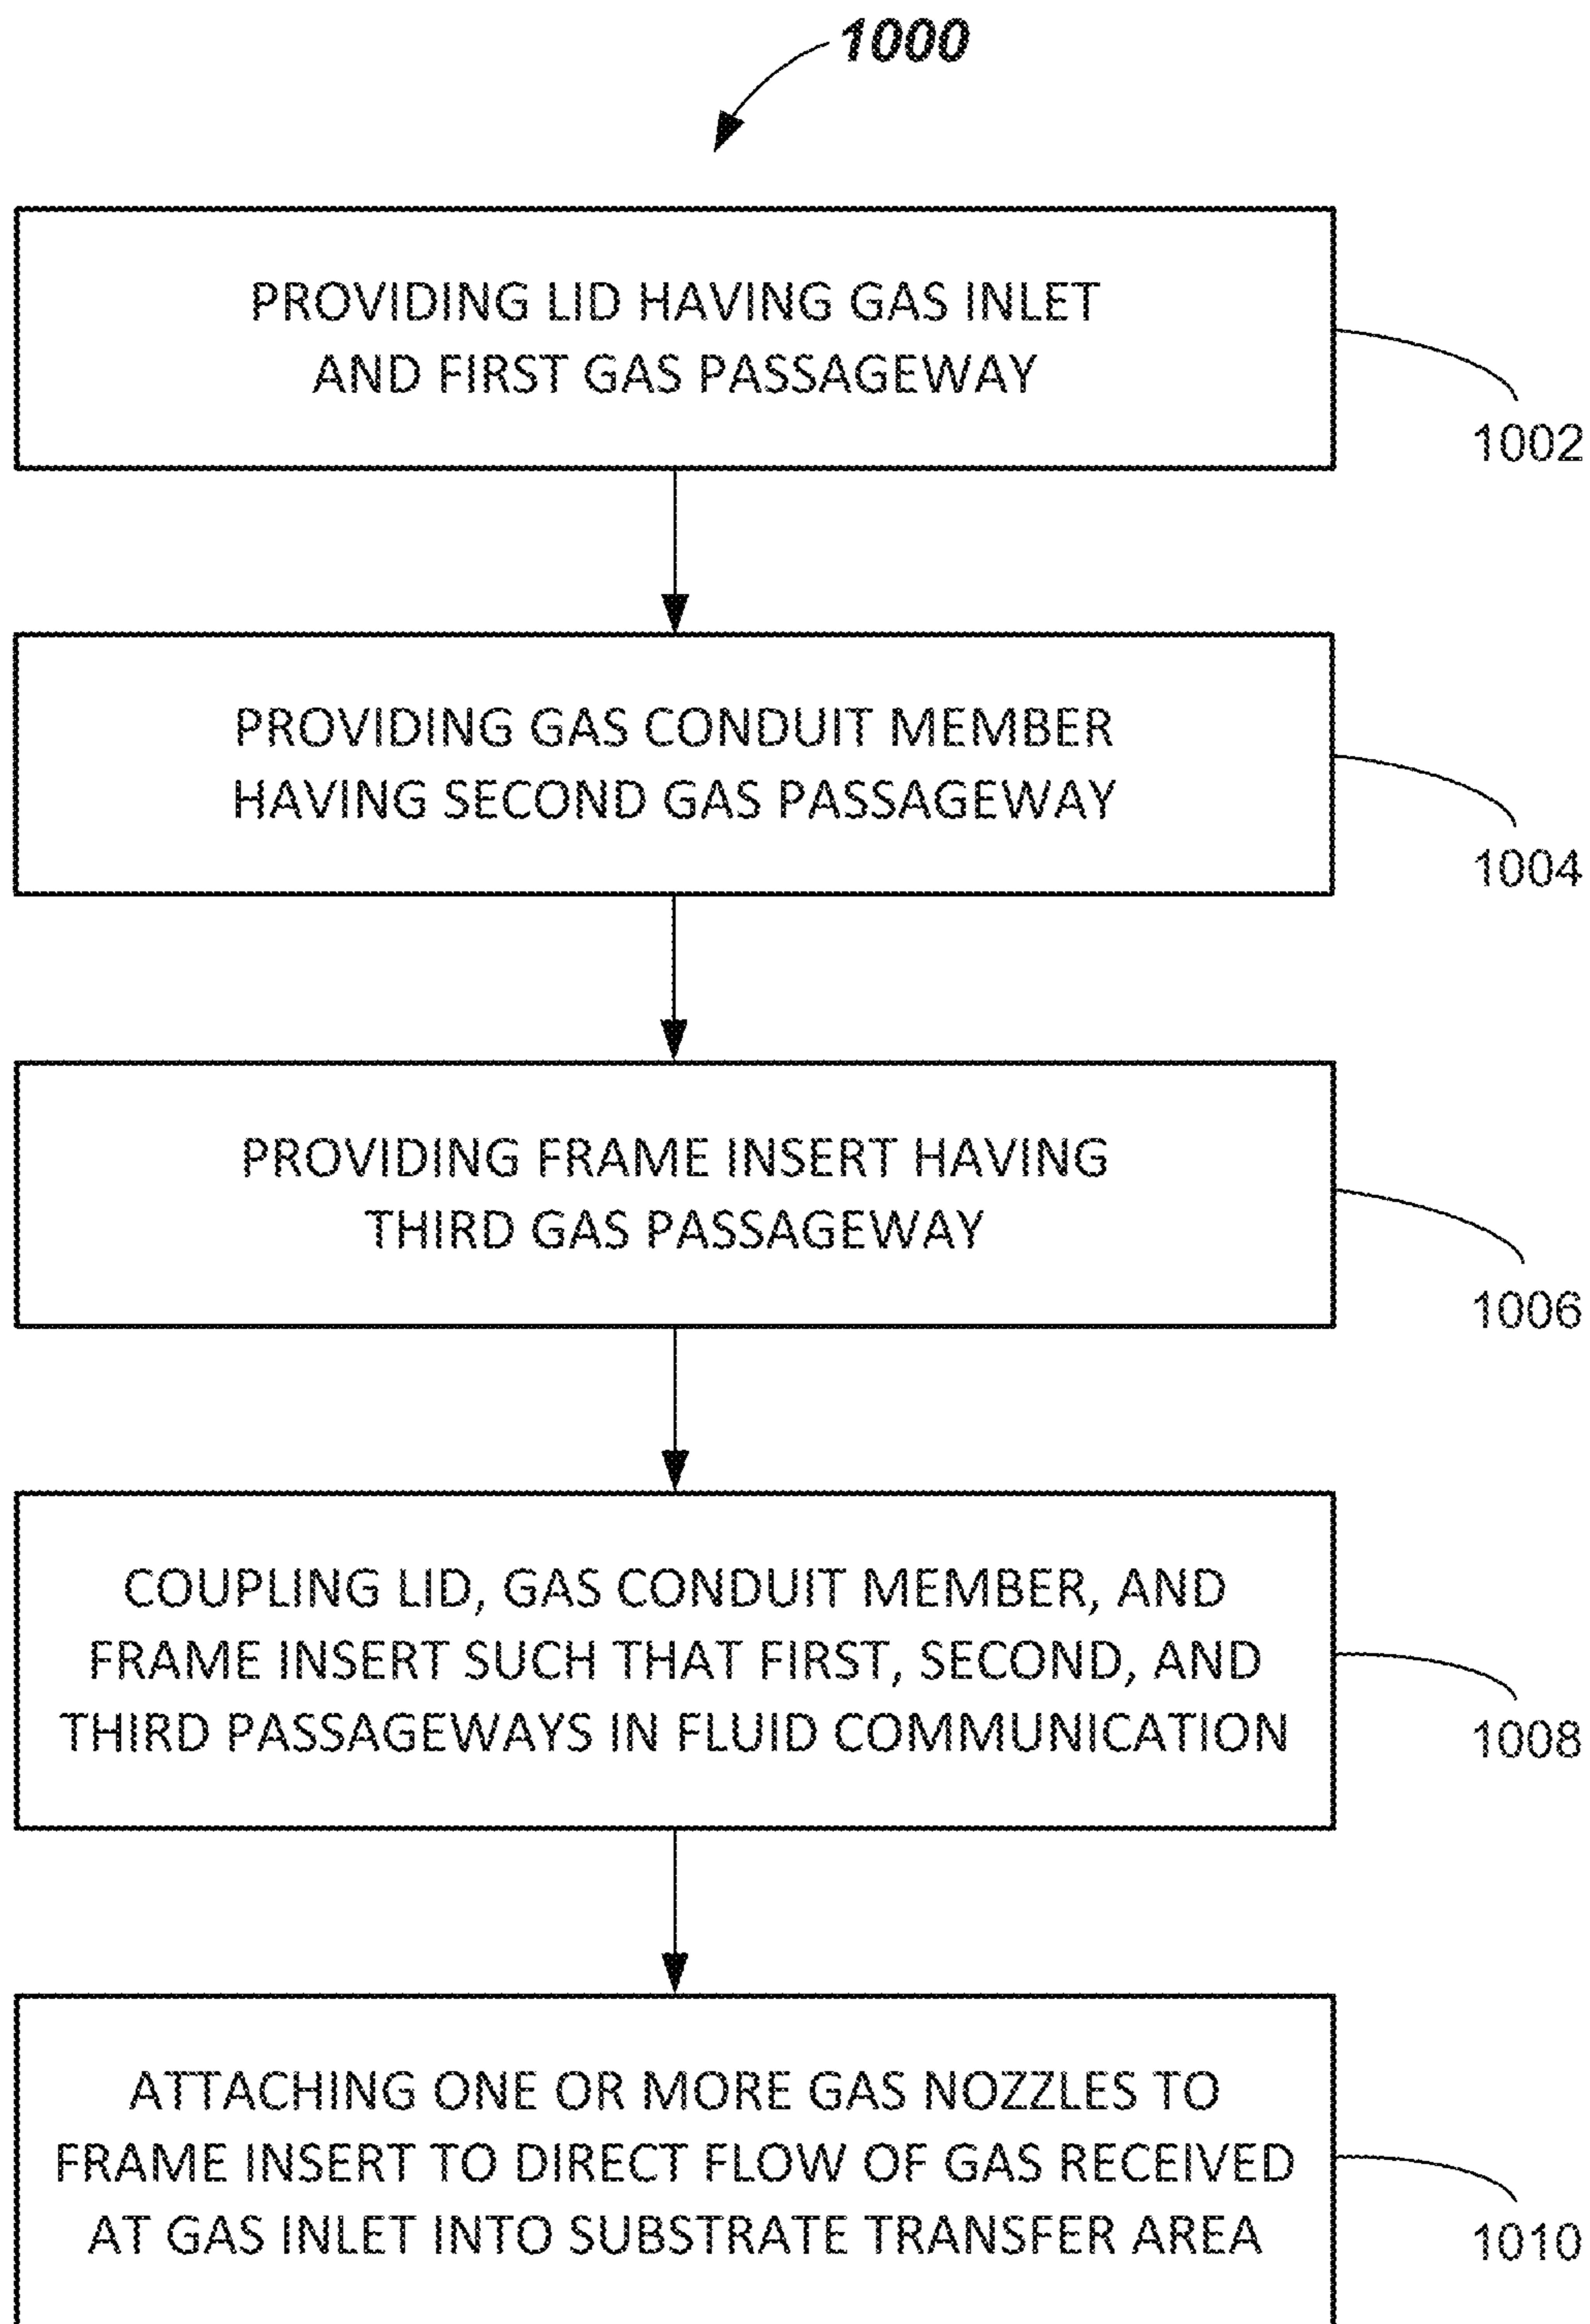 1000
PROVIDING LID HAVING GAS INLET
AND FIRST GAS PASSAGEWAY
1002
PROVIDING GAS CONDUIT MEMBER
HAVING SECOND GAS PASSAGEWAY
1004
PROVIDING FRAME INSERT HAVING
THIRD GAS PASSAGEWAY
1006
COUPLING LID, GAS CONDUIT MEMBER, AND
FRAME INSERT SUCH THAT FIRST, SECOND, AND
THIRD PASSAGEWAYS IN FLUID COMMUNICATION
1008
ATTACHING ONE OR MORE GAS NOZZLES TO
FRAME INSERT TO DIRECT FLOW OF GAS RECEIVED
AT GAS INLET INTO SUBSTRATE TRANSFER AREA
1010